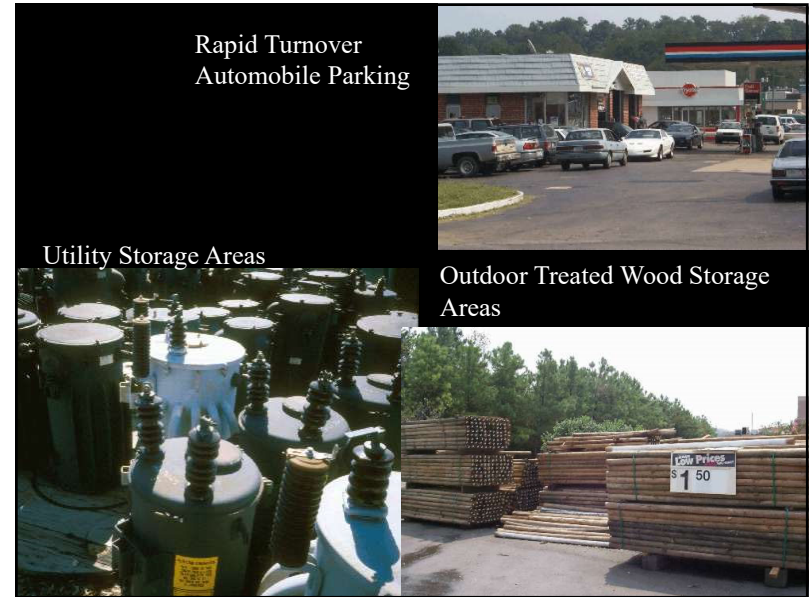 Rapid Turnover
Automobile Parking
Utility Storage Areas
Outdoor Treated Wood Storage
Areas
Low Prices
$1 50